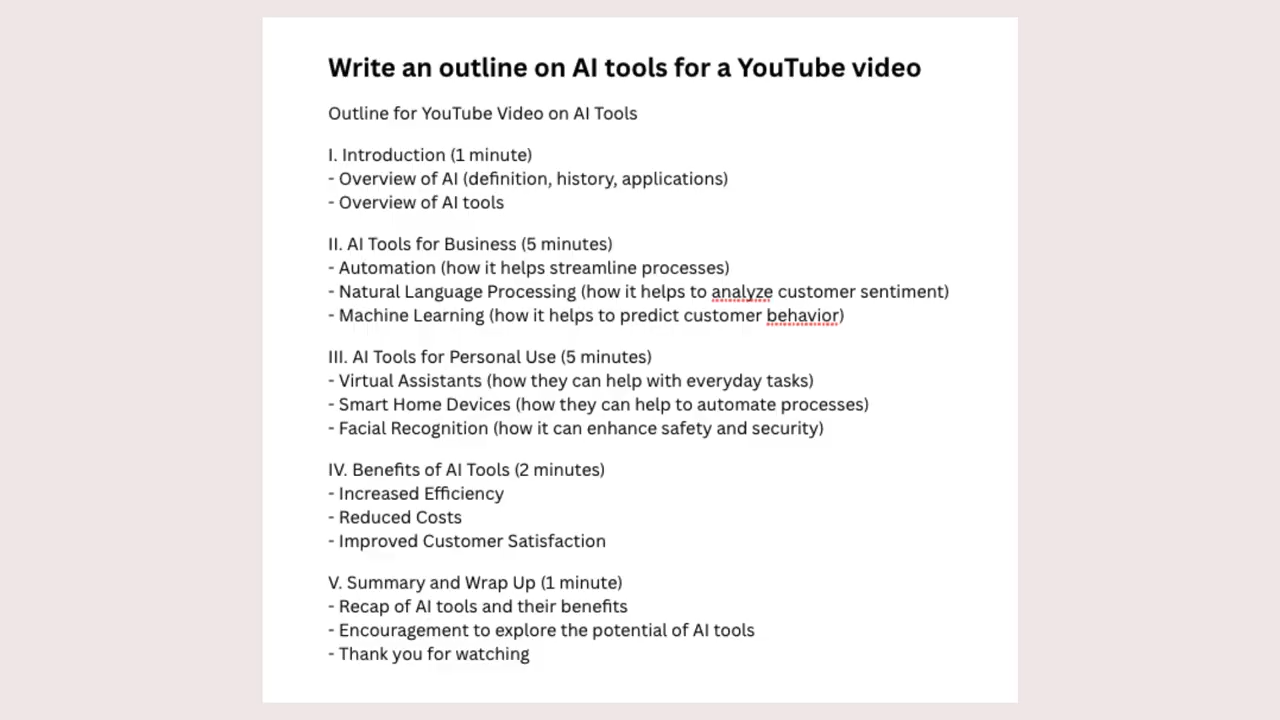 Write an outline on AI tools for a YouTube video
Outline for YouTube Video on AI Tools
I. Introduction (1 minute)
- Overview of AI (definition, history, applications)
- Overview of AI tools
II. AI Tools for Business (5 minutes)
- Automation (how it helps streamline processes)
- Natural Language Processing (how it helps to analyze customer sentiment)
- Machine Learning (how it helps to predict customer behavior)
III. AI Tools for Personal Use (5 minutes)
- Virtual Assistants (how they can help with everyday tasks)
- Smart Home Devices (how they can help to automate processes)
- Facial Recognition (how it can enhance safety and security)
IV. Benefits of AI Tools (2 minutes)
- Increased Efficiency
- Reduced Costs
- Improved Customer Satisfaction
V. Summary and Wrap Up (1 minute)
- Recap of AI tools and their benefits
- Encouragement to explore the potential of AI tools
- Thank you for watching